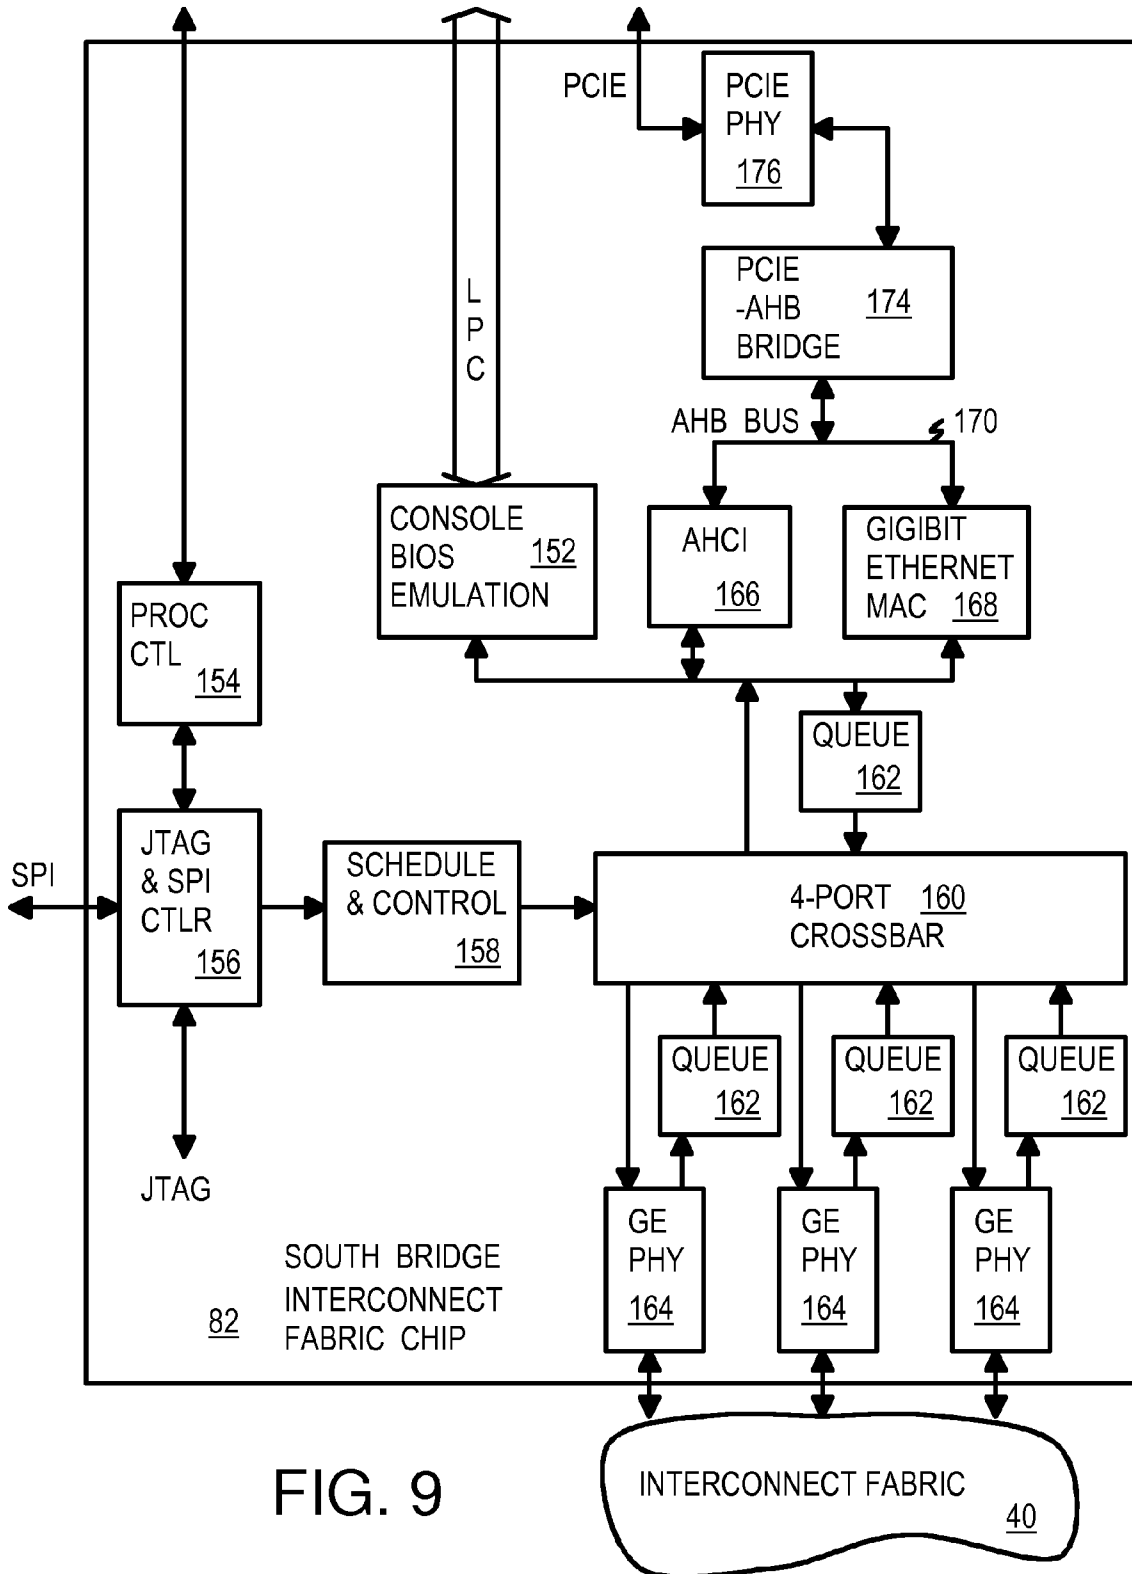 PCIE
PCIE
PHY
176
PCIE
-AHB
BRIDGE
174
L
P
C
AHB BUS
170
CONSOLE
BIOS
EMULATION
152
AHCI
166
GIGIBIT
ETHERNET
MAC 168
PROC
CTL
154
QUEUE
162
SPI
JTAG
& SPI
CTLR
156
SCHEDULE
& CONTROL
158
4-PORT 160
CROSSBAR
QUEUE
162
QUEUE
162
QUEUE
162
JTAG
GE
PHY
164
GE
PHY
164
GE
PHY
164
SOUTH BRIDGE
INTERCONNECT
FABRIC CHIP
82
INTERCONNECT FABRIC
40
FIG. 9